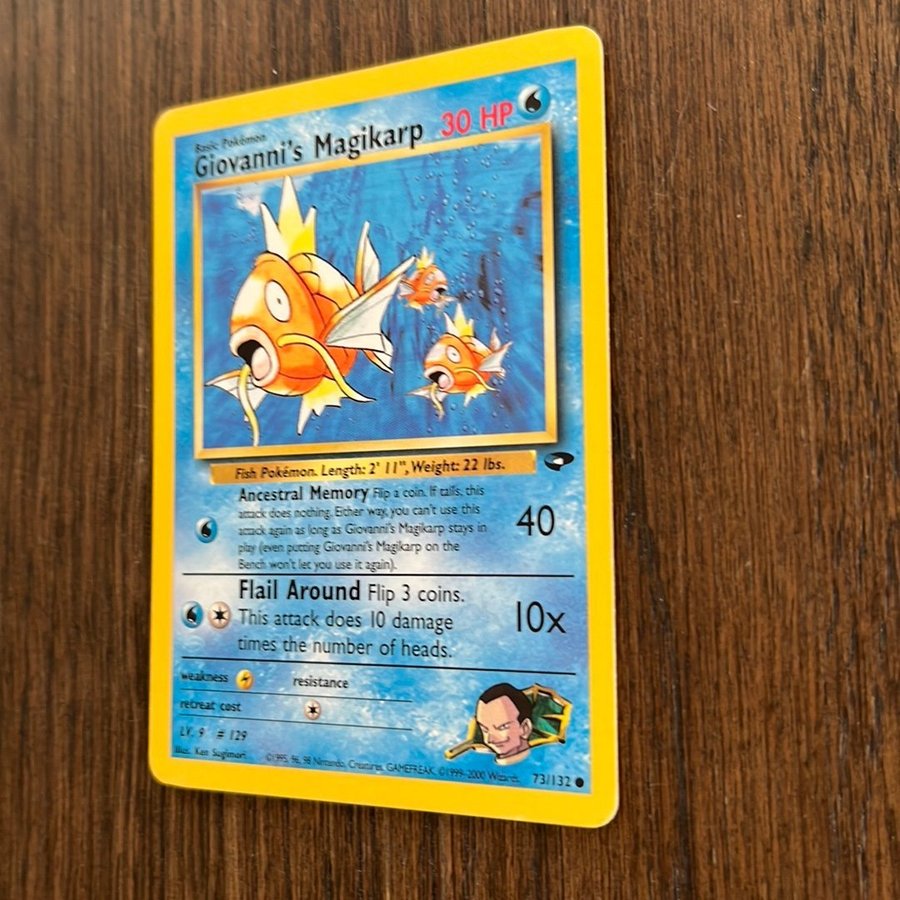 Basic Pokémon
Giovanni's Magikarp 30 HP
Fish Pokémon. Length: 2' 11", Weight: 22 lbs.
Ancestral Memory Flip a coin. If tails, this
attack does nothing. Either way, you can't use this
attack again as long as Giovanni's Magikarp stays in
play (even putting Giovanni's Magikarp on the
Bench won't let you use it again).
40
Flail Around Flip 3 coins.
This attack does 10 damage
times the number of heads.
10x
weakness resistance
retreat cost
LV. 9 # 129
Illus. Ken Sugimori ©1995, 96, 98 Nintendo, Creatures, GAMEFREAK. ©1999-2000 Wizards. 73/132